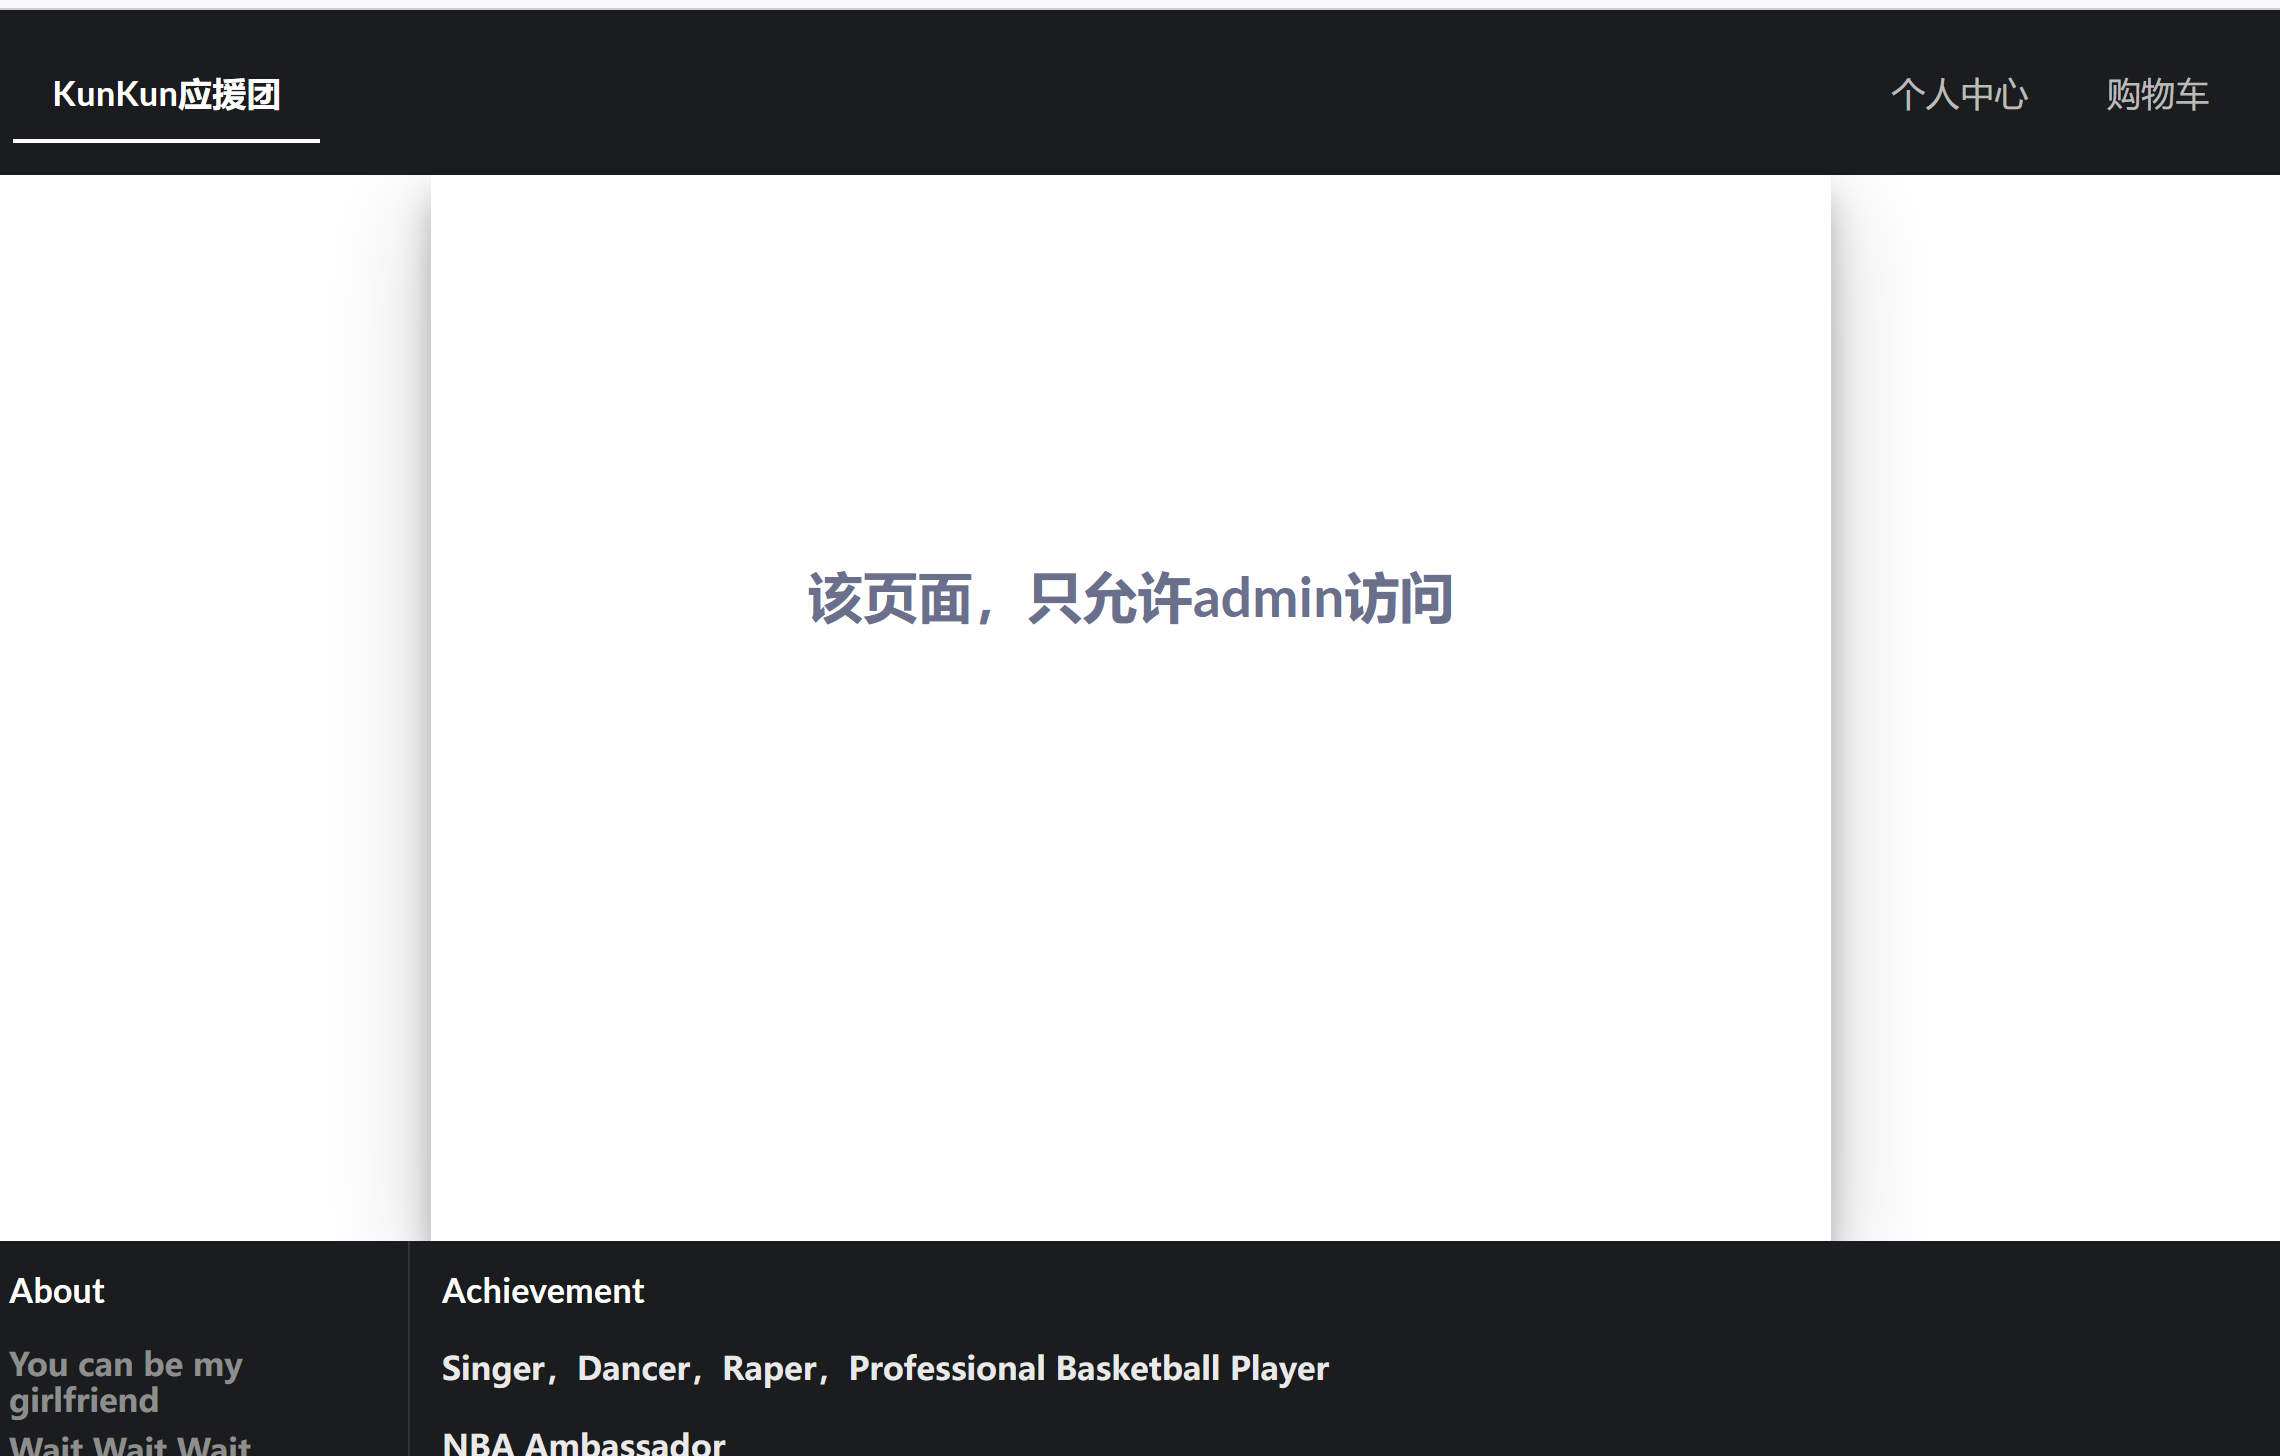 KunKun应援团
个人中心
购物车
该页面，只允许admin访问
About
You can be my
girlfriend
Wait Wait Wait
Achievement
Singer，Dancer，Raper，Professional Basketball Player
NBA Ambassador